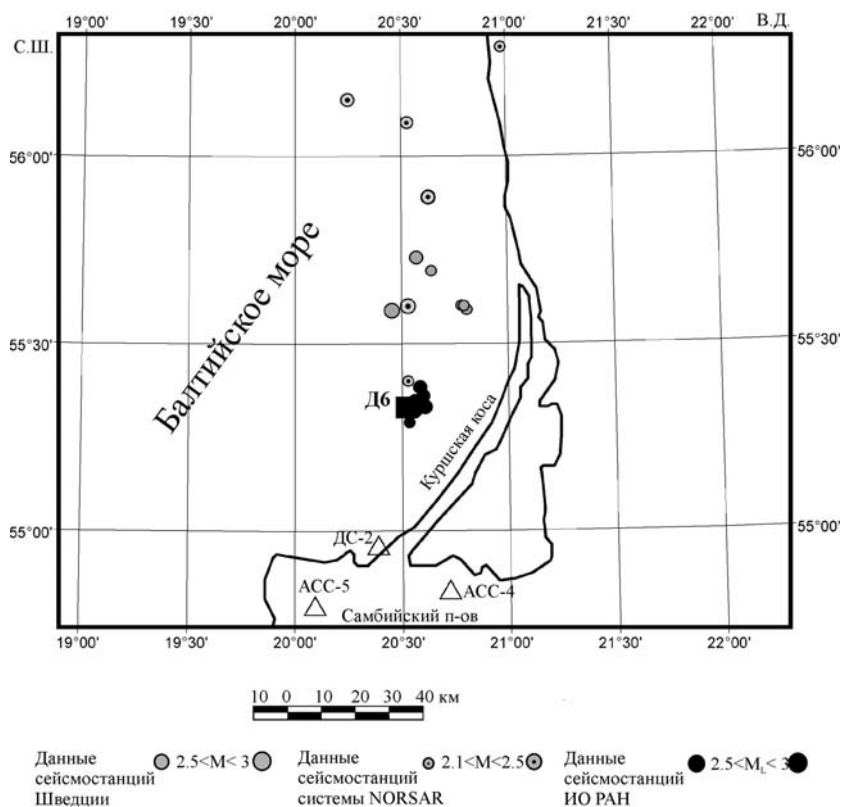 19°00' 19°30' 20°00' 20°30' 21°00' 21°30' 22°00'
С.Ш. В.Д.
56°00' 56°00'
Балтийское море
55°30' 55°30'
Д6
Куршская коса
55°00' 55°00'
ДС-2
АСС-5 АСС-4
Самбийский п-ов
19°00' 19°30' 20°00' 20°30' 21°00' 21°30' 22°00'
10 0 10 20 30 40 км
Данные сейсмостанций Швеции
2.5<M< 3
Данные сейсмостанций системы NORSAR
2.1<M<2.5
Данные сейсмостанций ИО РАН
2.5<M_L< 3